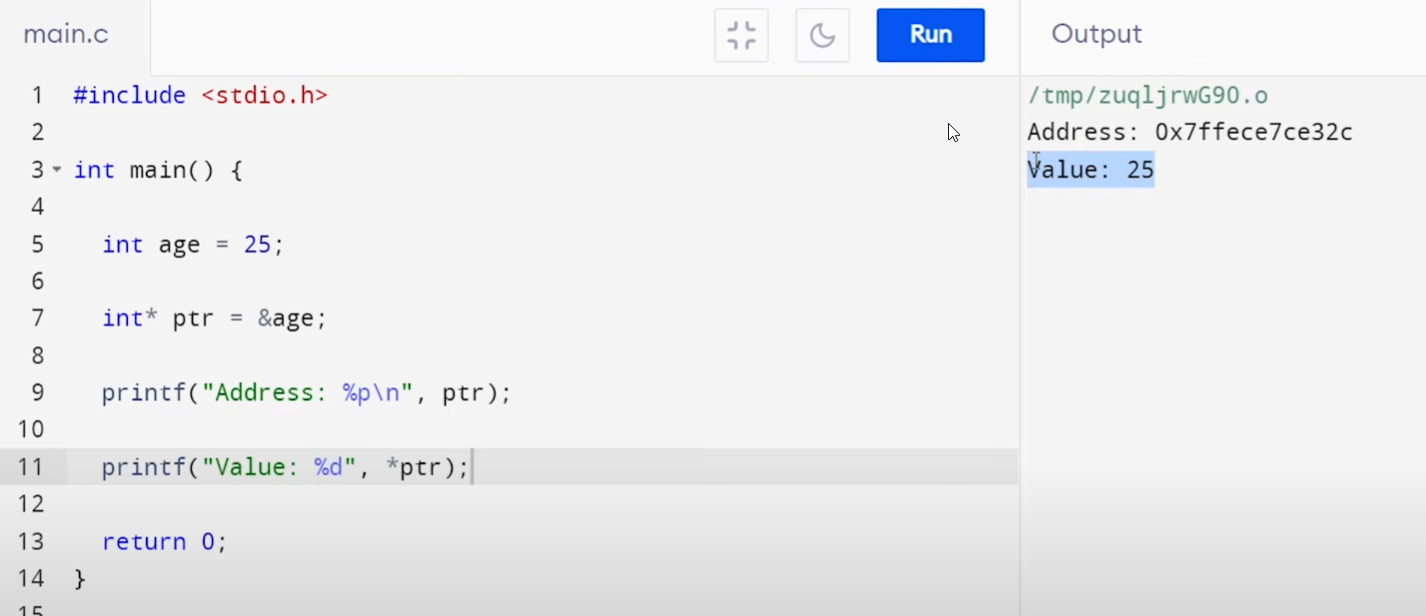 main.c
Run
Output
1 #include <stdio.h>
2
3 int main() {
4
5 int age = 25;
6
7 int* ptr = &age;
8
9 printf("Address: %p\n", ptr);
10
11 printf("Value: %d", *ptr);
12
13 return 0;
14 }
15
/tmp/zuqljrwG90.o
Address: 0x7ffece7ce32c
Value: 25